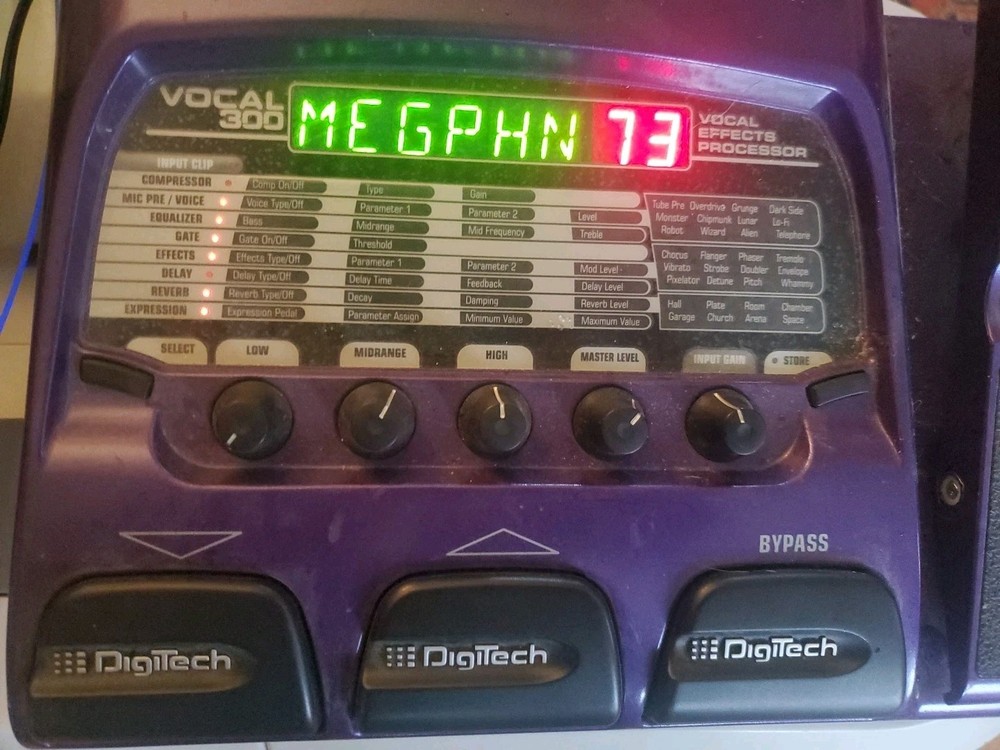 VOCAL
300
MEGPHN 73
VOCAL
EFFECTS
PROCESSOR
INPUT CLIP
COMPRESSOR Comp On/Off Type Gain
MIC PRE / VOICE Voice Type/Off Parameter 1 Parameter 2 Level
EQUALIZER Bass Midrange Mid Frequency Treble
GATE Gate On/Off Threshold
EFFECTS Effects Type/Off Parameter 1 Parameter 2 Mod Level
DELAY Delay Type/Off Delay Time Feedback Delay Level
REVERB Reverb Type/Off Decay Damping Reverb Level
EXPRESSION Expression Pedal Parameter Assign Minimum Value Maximum Value
Tube Pre Overdrive Grunge Dark Side
Monster Chipmunk Lunar Lo-Fi
Robot Wizard Alien Telephone
Chorus Flanger Phaser Tremolo
Vibrato Strobe Doubler Envelope
Pixelator Detune Pitch Whammy
Hall Plate Room Chamber
Garage Church Arena Space
SELECT LOW MIDRANGE HIGH MASTER LEVEL INPUT GAIN STORE
BYPASS
DigiTech DigiTech DigiTech